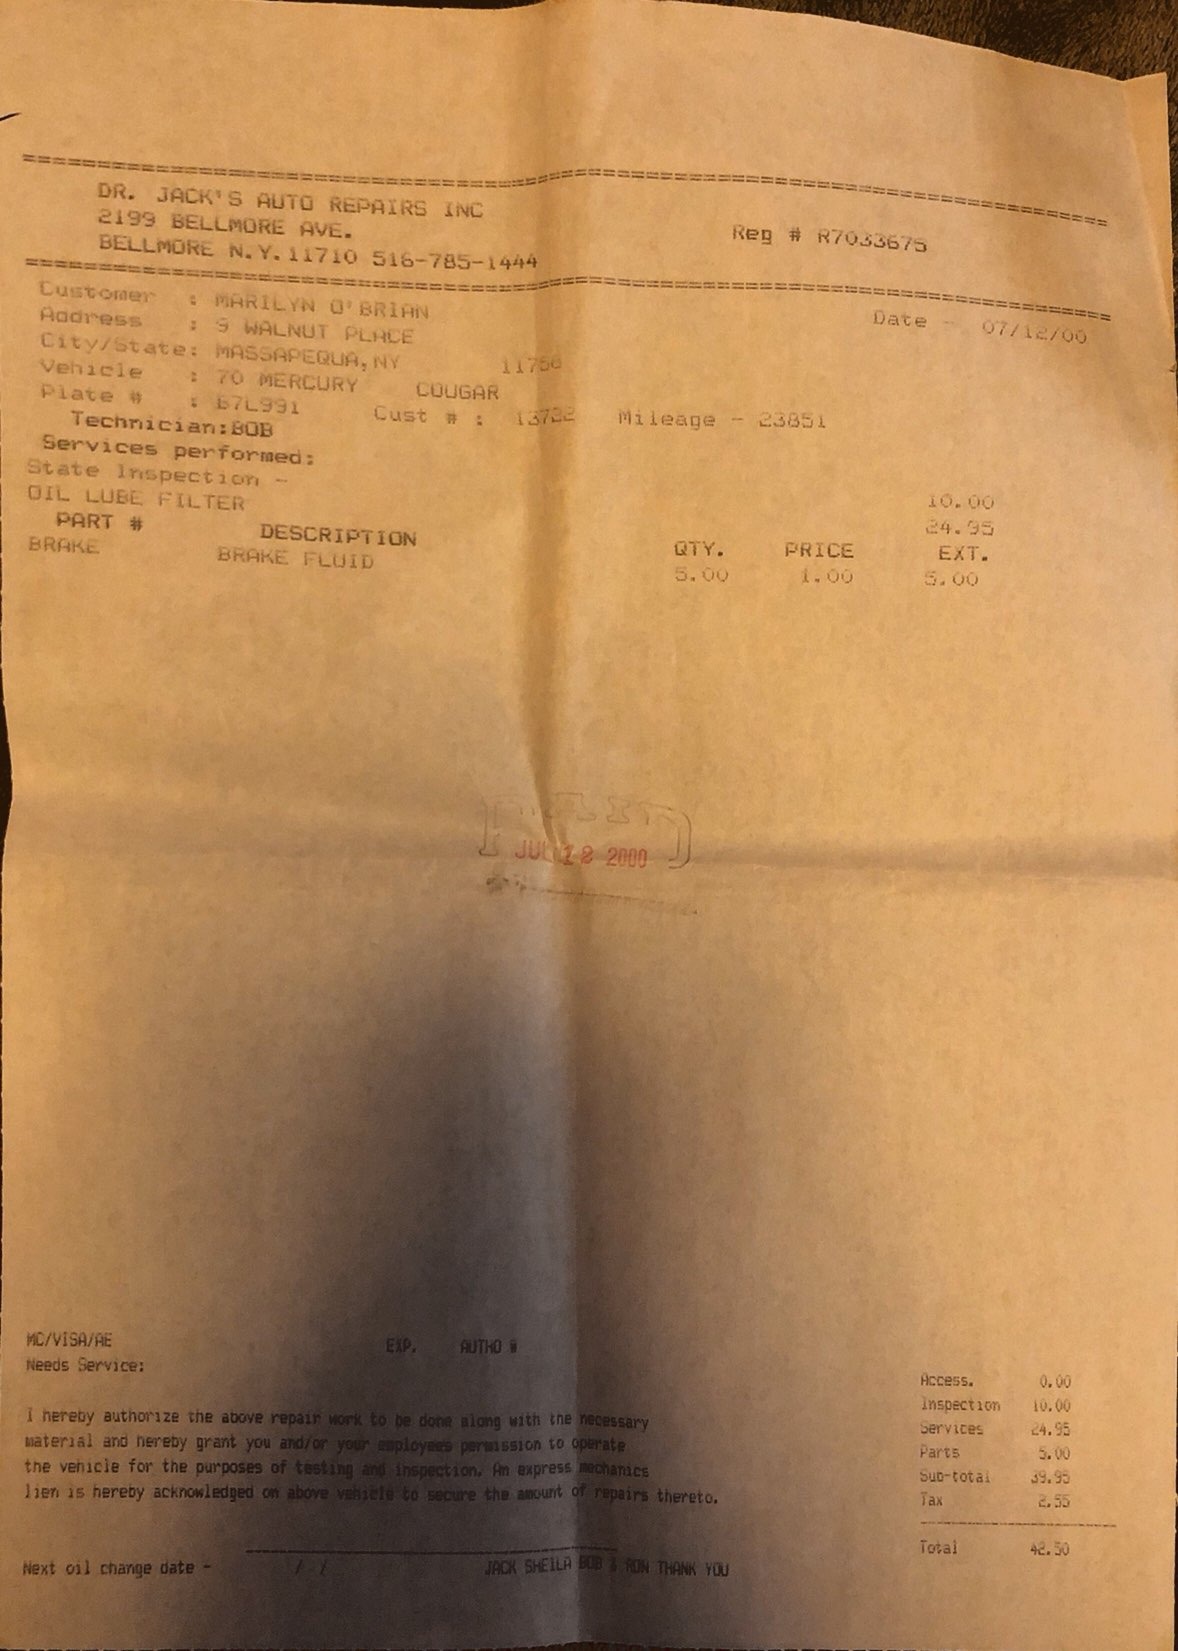 DR. JACK'S AUTO REPAIRS INC
2199 BELLMORE AVE.
BELLMORE N.Y. 11710 516-785-1444
Reg # R7033675
Date - 07/12/00
Customer : MARILYN O'BRIAN
Address : 9 WALNUT PLACE
City/State: MASSAPEQUA, NY
Vehicle : 70 MERCURY COUGAR
Plate # : 67L991 Cust # : Mileage - 23851
Technician:BOB
Services performed:
State Inspection - 10.00
OIL LUBE FILTER 24.95
PART # DESCRIPTION QTY. PRICE EXT.
BRAKE BRAKE FLUID 5.00 1.00 5.00
JUL 12 2000
MC/VISA/AE EXP. AUTHO #
Needs Service:
Access. 0.00
Inspection 10.00
Services 24.95
Parts 5.00
Sub-total 39.95
Tax 2.55
Total 42.50
I hereby authorize the above repair work to be done along with the necessary
material and hereby grant you and/or your employees permission to operate
the vehicle for the purposes of testing and inspection. An express mechanics
lien is hereby acknowledged on above vehicle to secure the amount of repairs thereto.
Next oil change date - / / JACK SHEILA BOB & RON THANK YOU